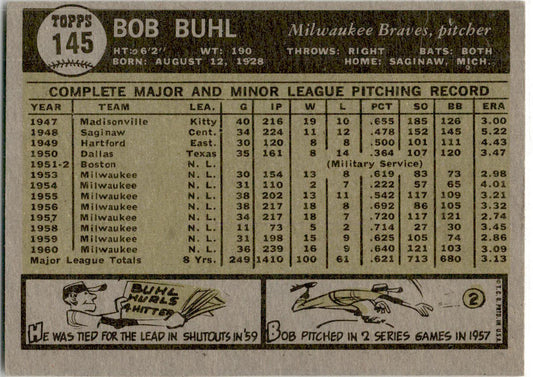 TOPPS
145
BOB BUHL
Milwaukee Braves, pitcher
HT: 6'2" WT: 190 THROWS: RIGHT BATS: BOTH
BORN: AUGUST 12, 1928 HOME: SAGINAW, MICH.
COMPLETE MAJOR AND MINOR LEAGUE PITCHING RECORD
YEAR TEAM LEA. G IP W L PCT SO BB ERA
1947 Madisonville Kitty 40 216 19 10 .655 185 126 3.00
1948 Saginaw Cent. 34 224 11 12 .478 152 145 5.22
1949 Hartford East. 30 120 8 8 .500 101 111 4.43
1950 Dallas Texas 35 161 8 14 .364 107 120 3.47
1951-2 Boston N. L. (Military Service)
1953 Milwaukee N. L. 30 154 13 8 .619 83 73 2.98
1954 Milwaukee N. L. 31 110 2 7 .222 57 65 4.01
1955 Milwaukee N. L. 38 202 13 11 .542 117 109 3.21
1956 Milwaukee N. L. 38 217 18 8 .692 86 105 3.32
1957 Milwaukee N. L. 34 217 18 7 .720 117 121 2.74
1958 Milwaukee N. L. 11 73 5 2 .714 27 30 3.45
1959 Milwaukee N. L. 31 198 15 9 .625 105 74 2.86
1960 Milwaukee N. L. 36 239 16 9 .640 121 103 3.09
Major League Totals 8 Yrs. 249 1410 100 61 .621 713 680 3.13
BUHL
HURLS
4 HITTER
HE WAS TIED FOR THE LEAD IN SHUTOUTS IN '59
BOB PITCHED IN 2 SERIES GAMES IN 1957
2
© T.C.G. PRTD. IN U.S.A.